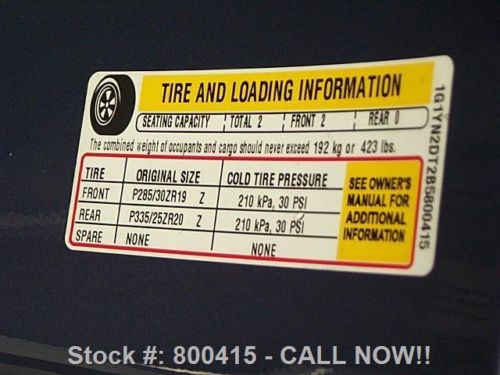 TIRE AND LOADING INFORMATION
SEATING CAPACITY TOTAL 2 FRONT 2 REAR 0
The combined weight of occupants and cargo should never exceed 192 kg or 423 lbs.
TIRE ORIGINAL SIZE COLD TIRE PRESSURE
FRONT P285/30ZR19 Z 210 kPa, 30 PSI
REAR P335/25ZR20 Z 210 kPa, 30 PSI
SPARE NONE NONE
SEE OWNER'S
MANUAL FOR
ADDITIONAL
INFORMATION
1G1YN2DT2B5800415
Stock #: 800415 - CALL NOW!!